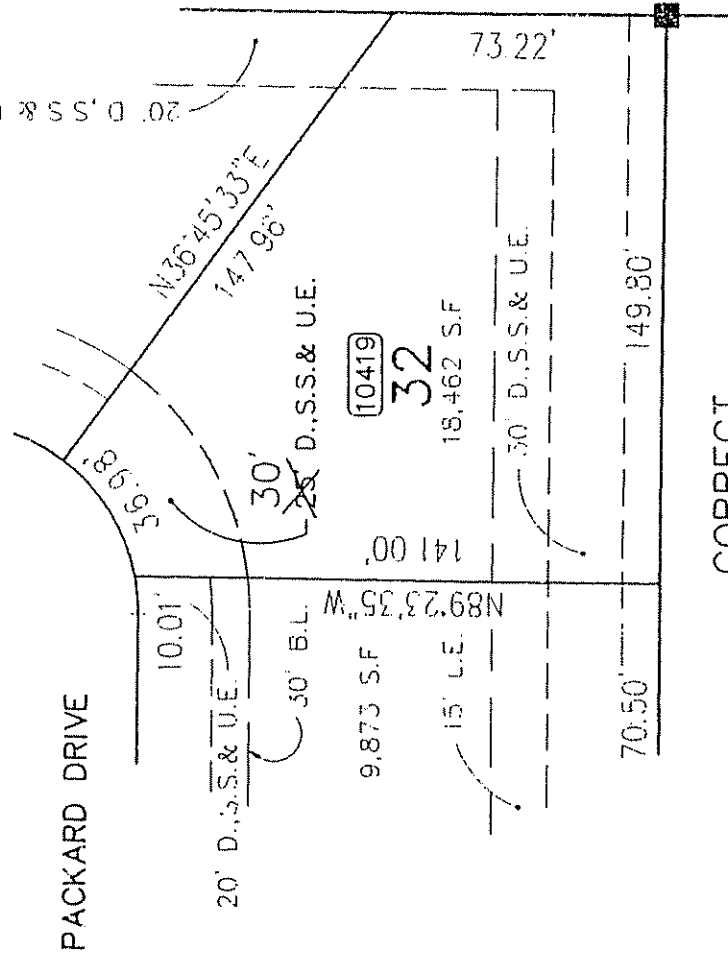 PACKARD DRIVE
20' D.,S.S &
73.22'
N36°45'33"E
147.96'
36.98'
30'
25' D.,S.S.& U.E.
10419
32
18,462 S.F
30' D.,S.S.& U.E.
149.80'
141.00'
N89°23'35"W
10.01'
20' D.,S.S.& U.E.
30' B.L.
9,873 S.F
15' L.E.
70.50'
CORRECT